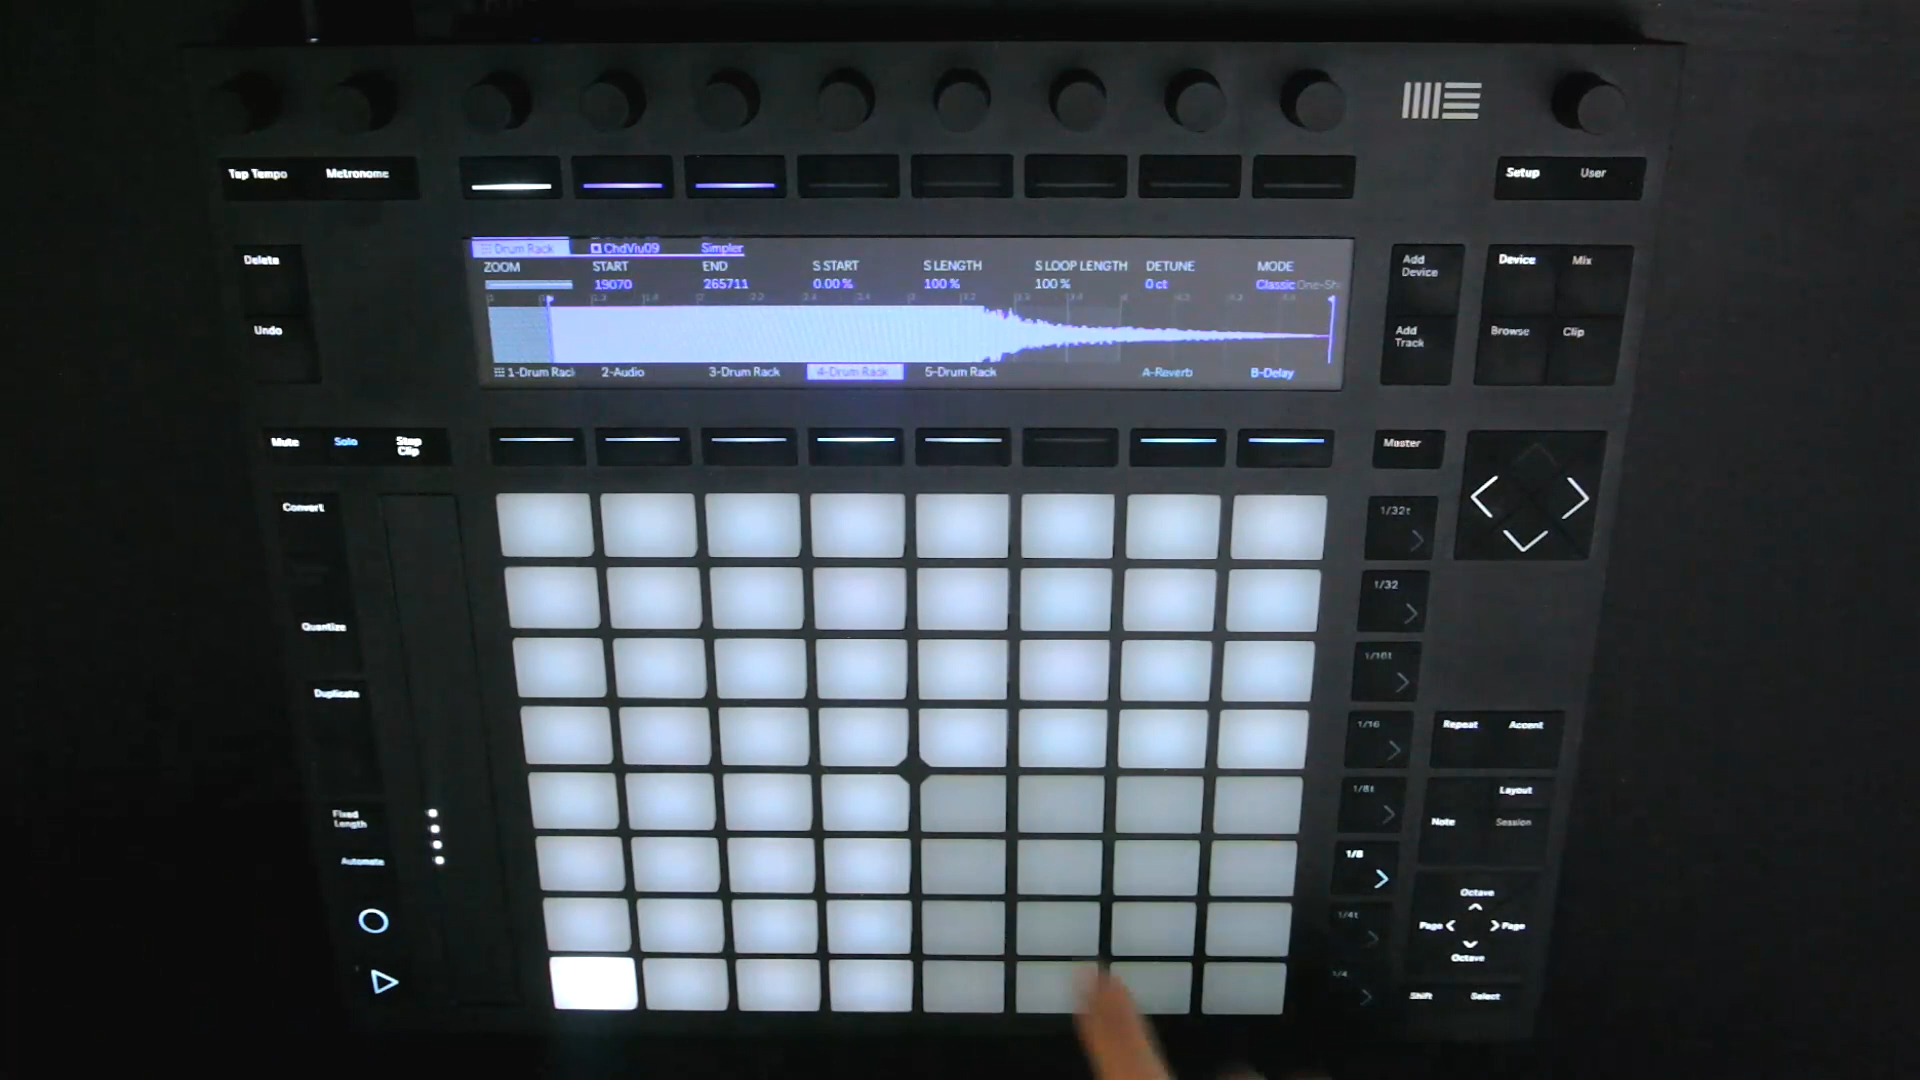 Tap Tempo Metronome
Setup User
Delete
Undo
Drum Rack ChdViu09 Simpler
ZOOM START END S START S LENGTH S LOOP LENGTH DETUNE MODE
19070 265711 0.00 % 100 % 100 % 0 ct Classic One-Sh
1-Drum Rack 2-Audio 3-Drum Rack 4-Drum Rack 5-Drum Rack A-Reverb B-Delay
Add Device
Add Track
Device Mix
Browse Clip
Mute Solo Stop Clip
Master
Convert
Quantize
Duplicate
Fixed Length
Automate
1/32t
1/32
1/16t
1/16
1/8t
1/8
1/4t
1/4
Repeat Accent
Layout
Note Session
Octave
Page Page
Octave
Shift Select